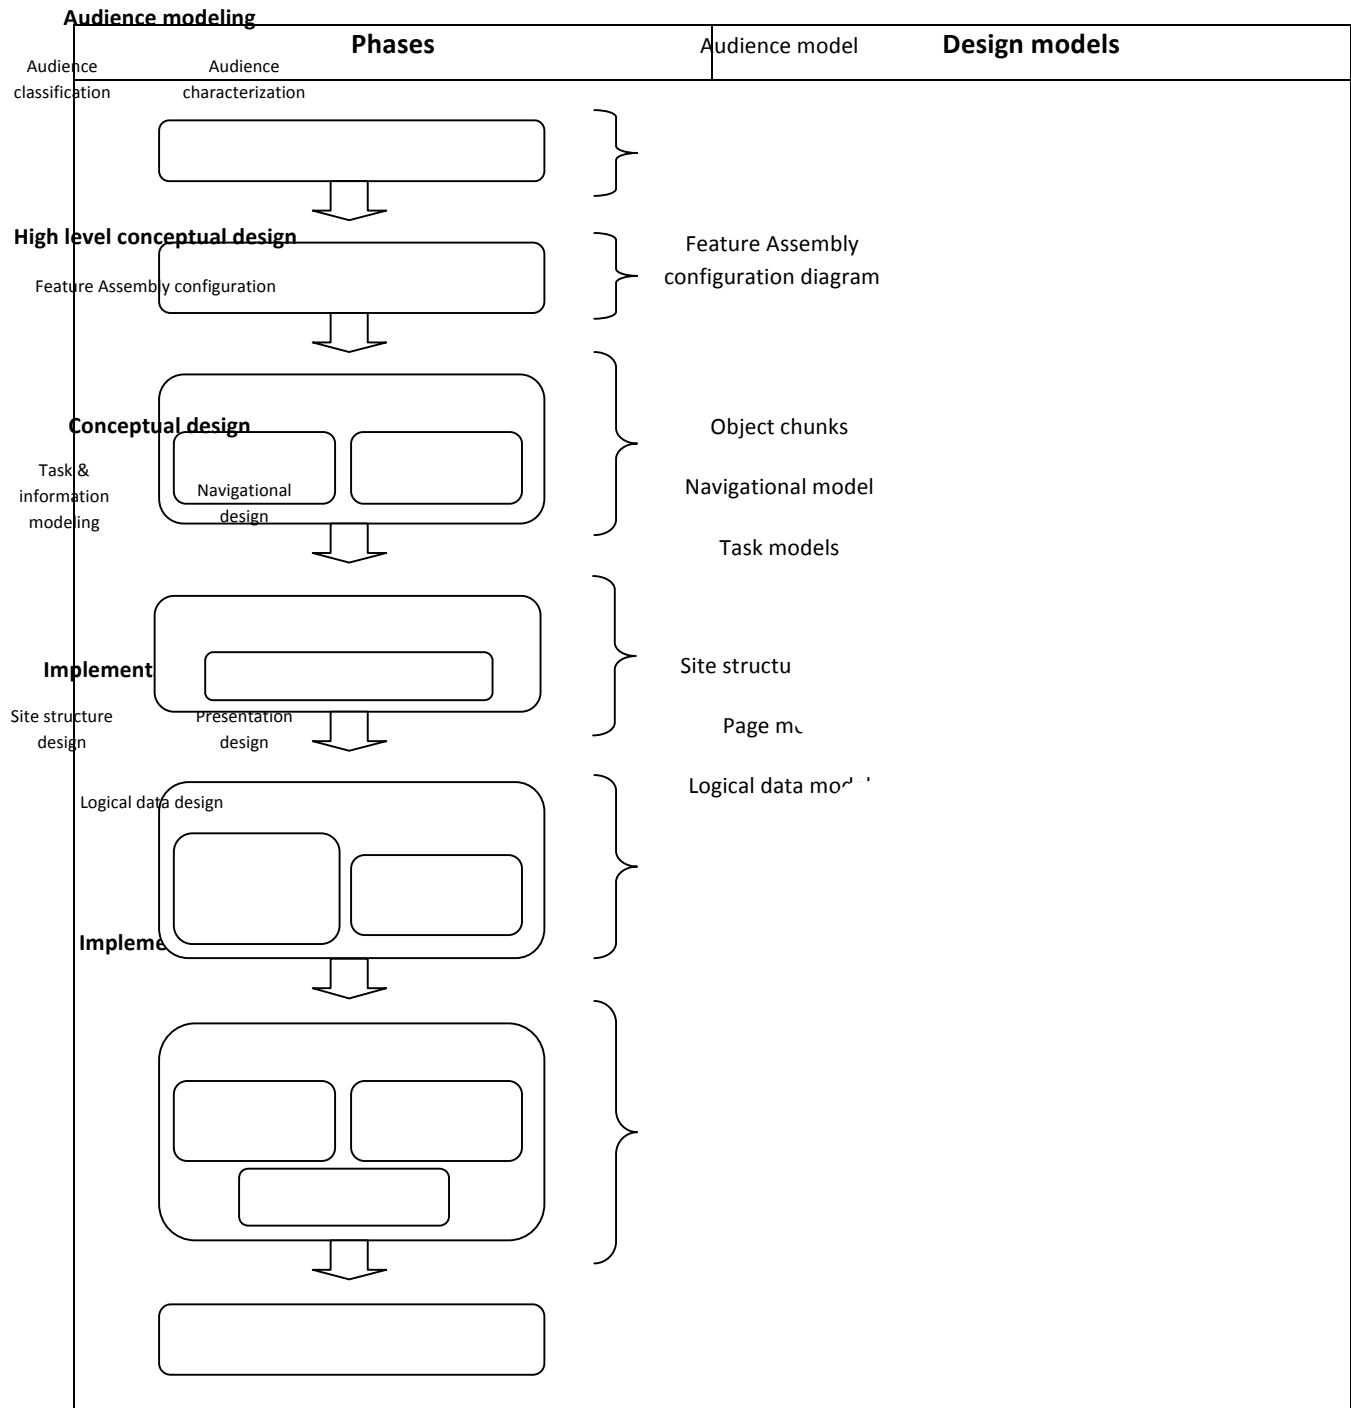 Audience modeling
Phases
Audience model
Design models
Audience
classification
Audience
characterization
High level conceptual design
Feature Assembly configuration
Feature Assembly
configuration diagram
Conceptual design
Task &
information
modeling
Navigational
design
Object chunks
Navigational model
Task models
Implement
Site structure
design
Presentation
design
Logical data design
Site structu
Page m
Logical data mod
Impleme